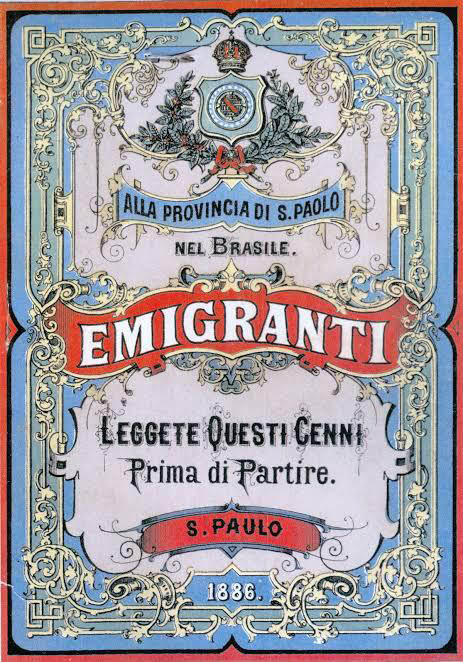 ALLA PROVINCIA DI S. PAOLO
NEL BRASILE.
EMIGRANTI
LEGGETE QUESTI CENNI
Prima di Partire.
S. PAULO
1886.